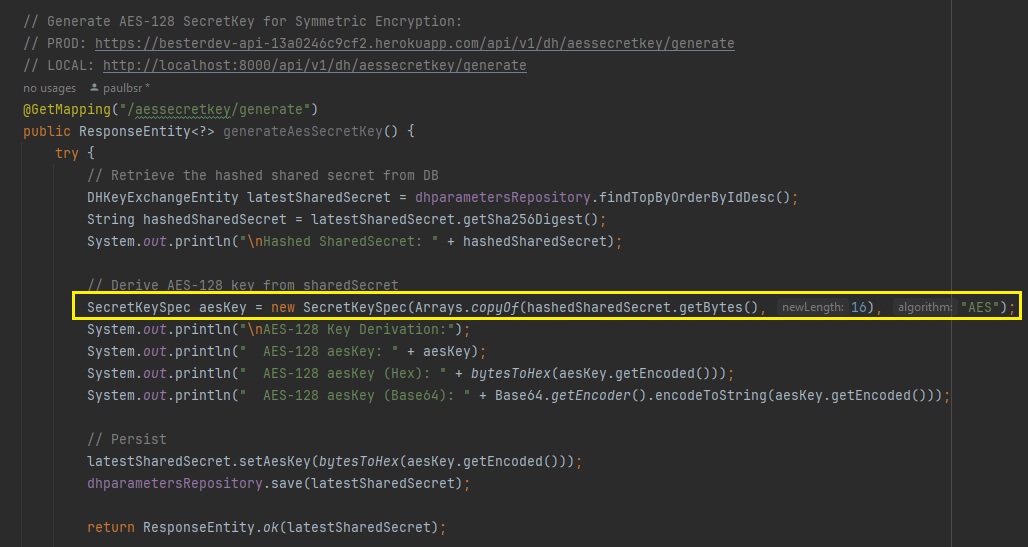 // Generate AES-128 SecretKey for Symmetric Encryption:
// PROD: https://besterdev-api-13a0246c9cf2.herokuapp.com/api/v1/dh/aessecretkey/generate
// LOCAL: http://localhost:8000/api/v1/dh/aessecretkey/generate
no usages paulbsr *
@GetMapping("/aessecretkey/generate")
public ResponseEntity<?> generateAesSecretKey() {
try {
// Retrieve the hashed shared secret from DB
DHKeyExchangeEntity latestSharedSecret = dhparametersRepository.findTopByOrderByIdDesc();
String hashedSharedSecret = latestSharedSecret.getSha256Digest();
System.out.println("\nHashed SharedSecret: " + hashedSharedSecret);
// Derive AES-128 key from sharedSecret
SecretKeySpec aesKey = new SecretKeySpec(Arrays.copyOf(hashedSharedSecret.getBytes(), newLength: 16), algorithm: "AES");
System.out.println("\nAES-128 Key Derivation:");
System.out.println("  AES-128 aesKey: " + aesKey);
System.out.println("  AES-128 aesKey (Hex): " + bytesToHex(aesKey.getEncoded()));
System.out.println("  AES-128 aesKey (Base64): " + Base64.getEncoder().encodeToString(aesKey.getEncoded()));
// Persist
latestSharedSecret.setAesKey(bytesToHex(aesKey.getEncoded()));
dhparametersRepository.save(latestSharedSecret);
return ResponseEntity.ok(latestSharedSecret);